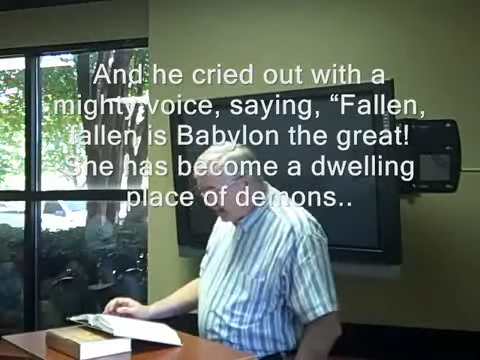 And he cried out with a
mighty voice, saying, “Fallen,
fallen is Babylon the great!
She has become a dwelling
place of demons..